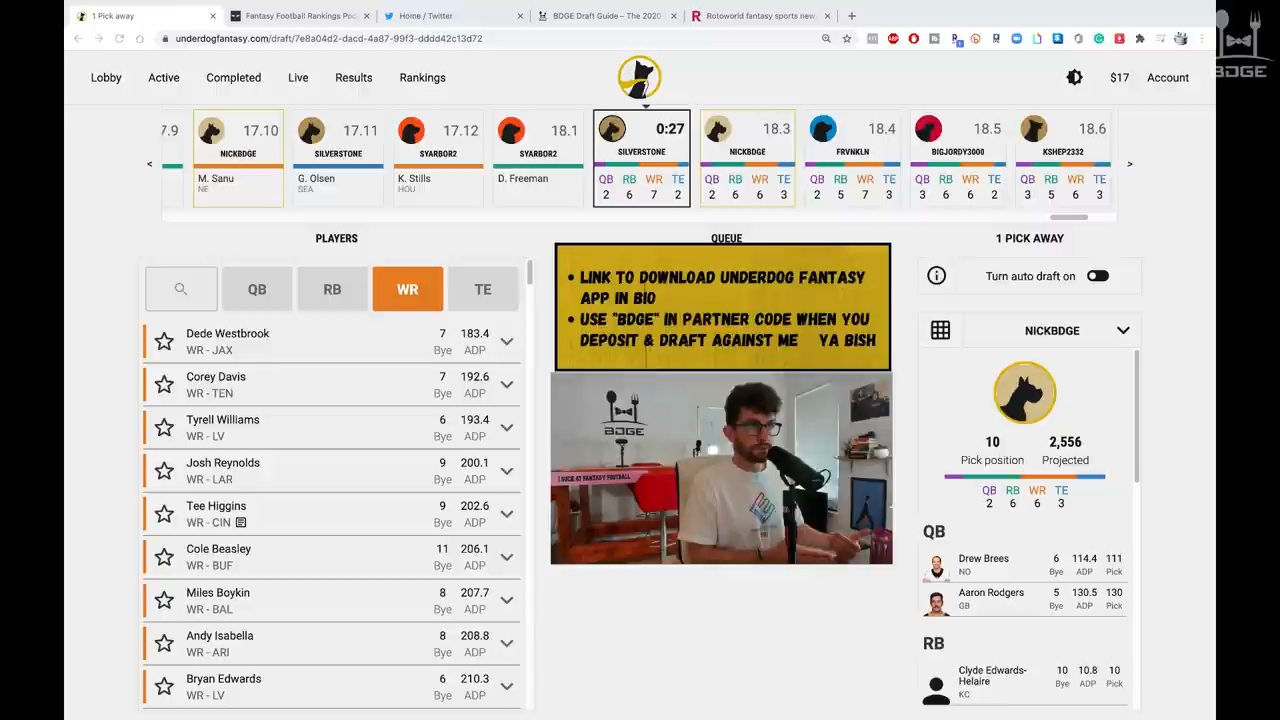 1 Pick away
Fantasy Football Rankings Poc
Home / Twitter
BDGE Draft Guide – The 2020
Rotoworld fantasy sports new
underdogfantasy.com/draft/7e8a04d2-dacd-4a87-99f3-dddd42c13d72
BDGE
Lobby
Active
Completed
Live
Results
Rankings
$17
Account
17.9
17.10
NICKBDGE
M. Sanu
NE
17.11
SILVERSTONE
G. Olsen
SEA
17.12
SYARBOR2
K. Stills
HOU
18.1
SYARBOR2
D. Freeman
0:27
SILVERSTONE
QB RB WR TE
2 6 7 2
18.3
NICKBDGE
QB RB WR TE
2 6 6 3
18.4
FRVNKLN
QB RB WR TE
2 5 7 3
18.5
BIGJORDY3000
QB RB WR TE
3 6 6 2
18.6
KSHEP2332
QB RB WR TE
3 5 6 3
PLAYERS
QB
RB
WR
TE
Dede Westbrook 7 183.4
WR - JAX Bye ADP
Corey Davis 7 192.6
WR - TEN Bye ADP
Tyrell Williams 6 193.4
WR - LV Bye ADP
Josh Reynolds 9 200.1
WR - LAR Bye ADP
Tee Higgins 9 202.6
WR - CIN Bye ADP
Cole Beasley 11 206.1
WR - BUF Bye ADP
Miles Boykin 8 207.7
WR - BAL Bye ADP
Andy Isabella 8 208.8
WR - ARI Bye ADP
Bryan Edwards 6 210.3
WR - LV Bye ADP
QUEUE
• LINK TO DOWNLOAD UNDERDOG FANTASY
APP IN BIO
• USE "BDGE" IN PARTNER CODE WHEN YOU
DEPOSIT & DRAFT AGAINST ME YA BISH
BDGE
I SUCK AT FANTASY FOOTBALL
1 PICK AWAY
Turn auto draft on
NICKBDGE
10 2,556
Pick position Projected
QB RB WR TE
2 6 6 3
QB
Drew Brees 6 114.4 111
NO Bye ADP Pick
Aaron Rodgers 5 130.5 130
GB Bye ADP Pick
RB
Clyde Edwards-
Helaire 10 10.8 10
KC Bye ADP Pick